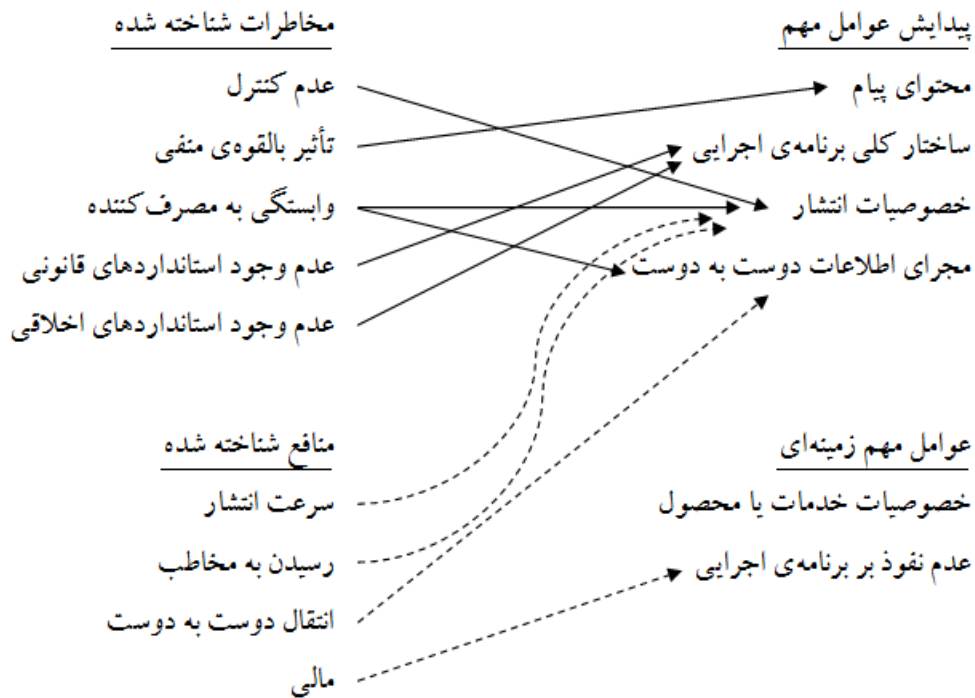 پیدایش عوامل مهم
محتوای پیام
ساختار کلی برنامه‌ی اجرایی
خصوصیات انتشار
مجرای اطلاعات دوست به دوست
عوامل مهم زمینه‌ای
خصوصیات خدمات یا محصول
عدم نفوذ بر برنامه‌ی اجرایی
مخاطرات شناخته شده
عدم کنترل
تأثیر بالقوه‌ی منفی
وابستگی به مصرف‌کننده
عدم وجود استانداردهای قانونی
عدم وجود استانداردهای اخلاقی
منافع شناخته شده
سرعت انتشار
رسیدن به مخاطب
انتقال دوست به دوست
مالی